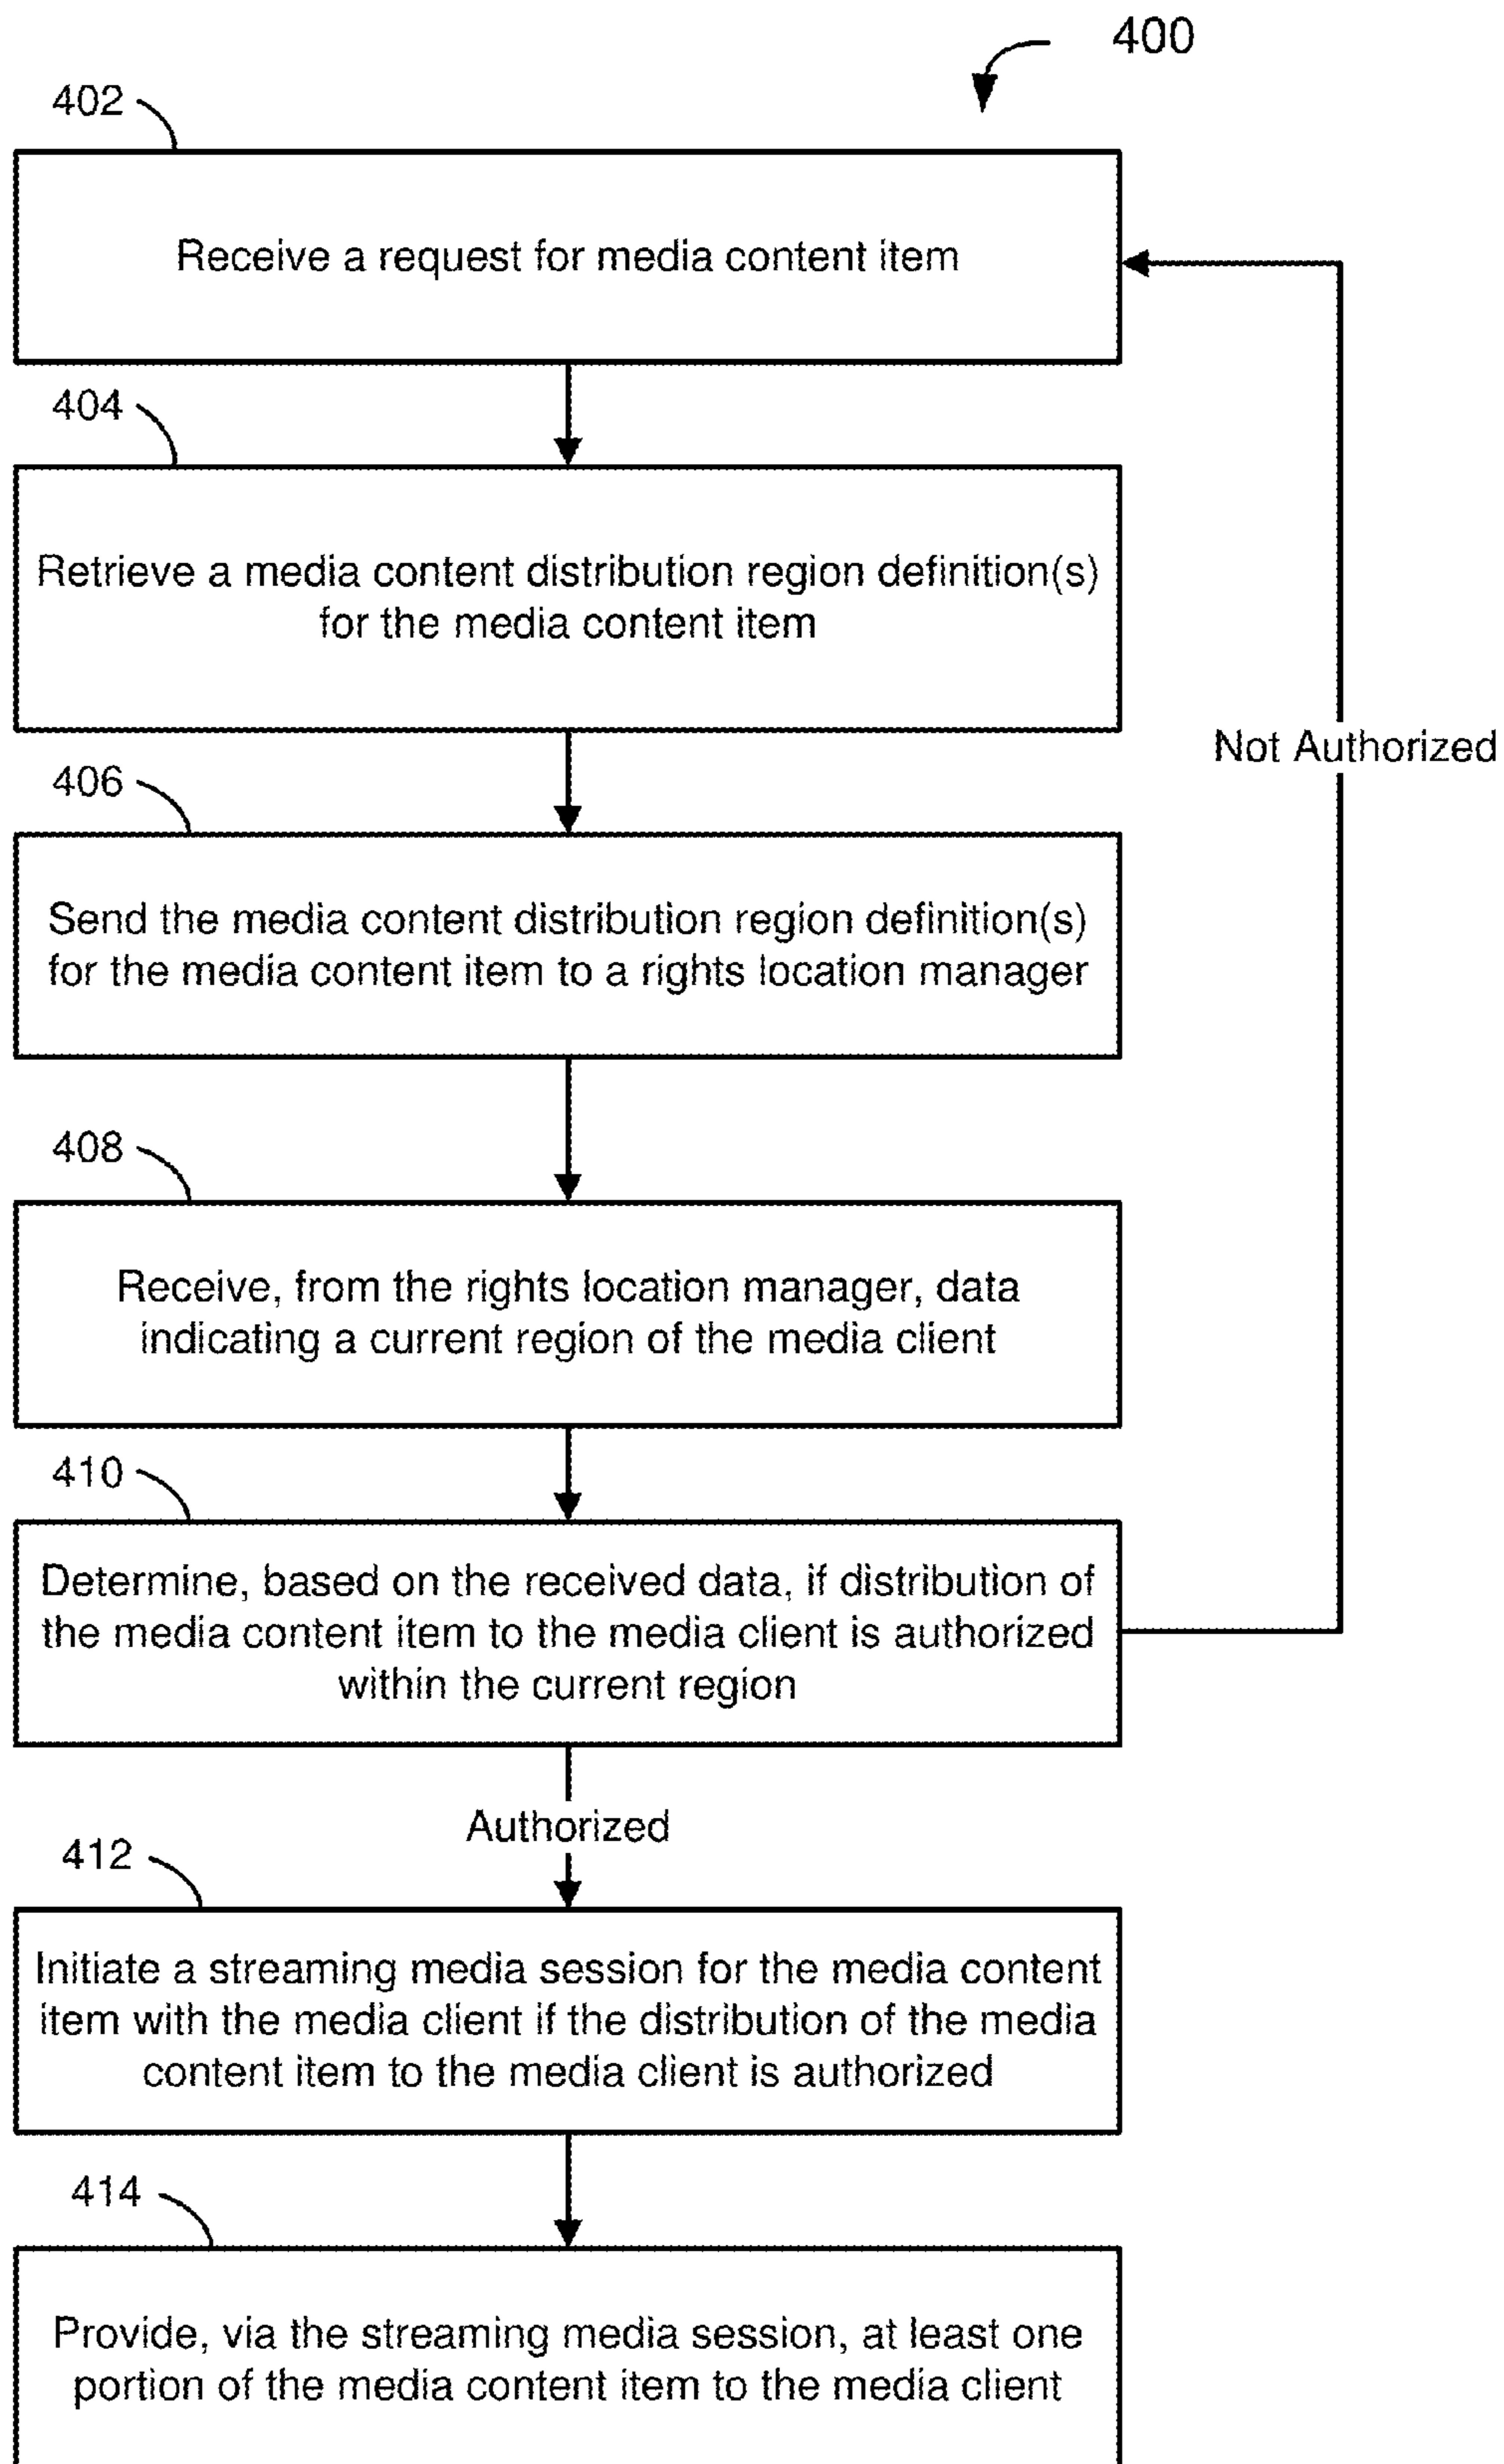 400
402
Receive a request for media content item
404
Retrieve a media content distribution region definition(s)
for the media content item
Not Authorized
406
Send the media content distribution region definition(s)
for the media content item to a rights location manager
408
Receive, from the rights location manager, data
indicating a current region of the media client
410
Determine, based on the received data, if distribution of
the media content item to the media client is authorized
within the current region
Authorized
412
Initiate a streaming media session for the media content
item with the media client if the distribution of the media
content item to the media client is authorized
414
Provide, via the streaming media session, at least one
portion of the media content item to the media client